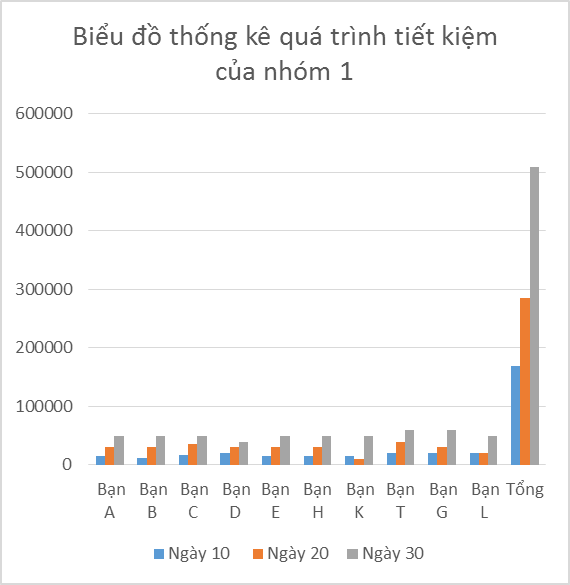 Biểu đồ thống kê quá trình tiết kiệm
của nhóm 1
600000
500000
400000
300000
200000
100000
0
Bạn A
Bạn B
Bạn C
Bạn D
Bạn E
Bạn H
Bạn K
Bạn T
Bạn G
Bạn L
Tổng
Ngày 10 Ngày 20 Ngày 30